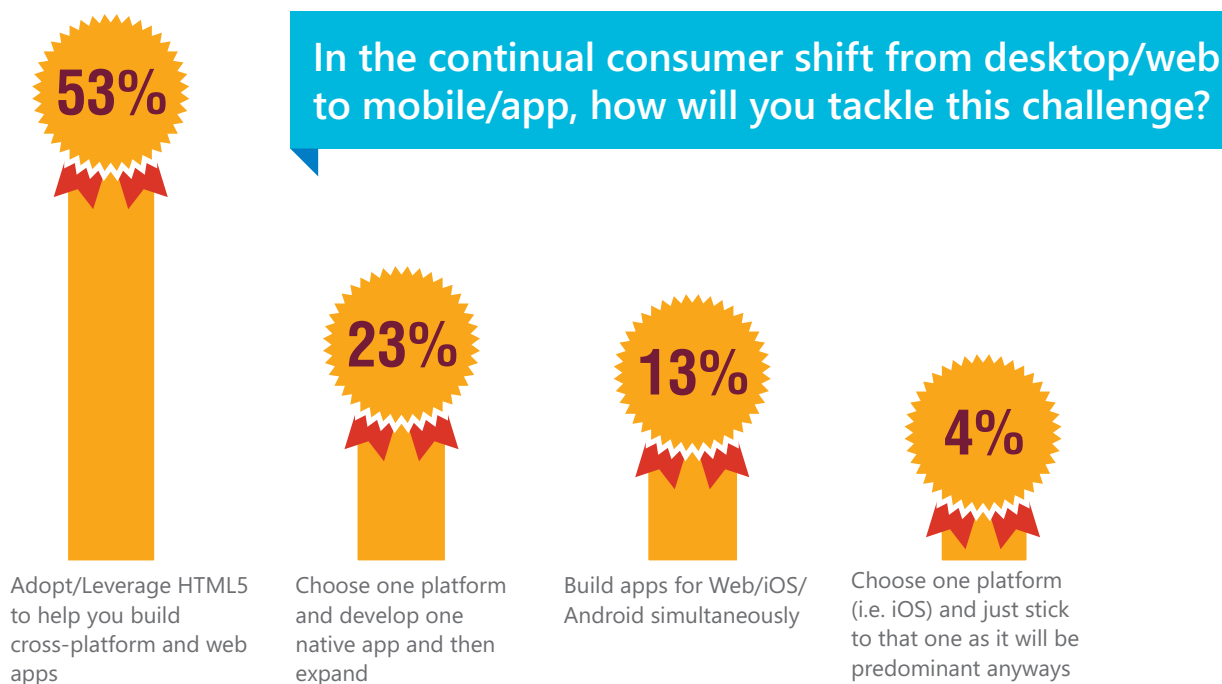 In the continual consumer shift from desktop/web
to mobile/app, how will you tackle this challenge?
53%
23%
13%
4%
Adopt/Leverage HTML5
to help you build
cross-platform and web
apps
Choose one platform
and develop one
native app and then
expand
Build apps for Web/iOS/
Android simultaneously
Choose one platform
(i.e. iOS) and just stick
to that one as it will be
predominant anyways